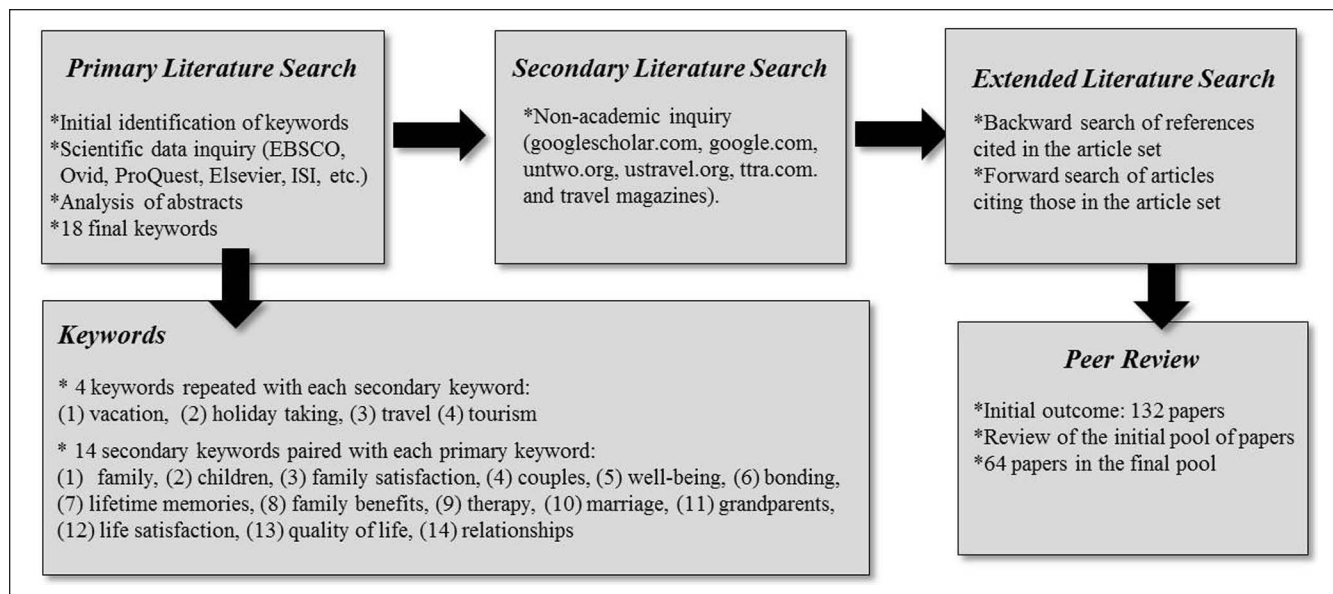 Primary Literature Search
*Initial identification of keywords
*Scientific data inquiry (EBSCO,
Ovid, ProQuest, Elsevier, ISI, etc.)
*Analysis of abstracts
*18 final keywords
Secondary Literature Search
*Non-academic inquiry
(googlescholar.com, google.com,
untwo.org, ustravel.org, ttra.com.
and travel magazines).
Extended Literature Search
*Backward search of references
cited in the article set
*Forward search of articles
citing those in the article set
Keywords
* 4 keywords repeated with each secondary keyword:
(1) vacation, (2) holiday taking, (3) travel (4) tourism
* 14 secondary keywords paired with each primary keyword:
(1) family, (2) children, (3) family satisfaction, (4) couples, (5) well-being, (6) bonding,
(7) lifetime memories, (8) family benefits, (9) therapy, (10) marriage, (11) grandparents,
(12) life satisfaction, (13) quality of life, (14) relationships
Peer Review
*Initial outcome: 132 papers
*Review of the initial pool of papers
*64 papers in the final pool